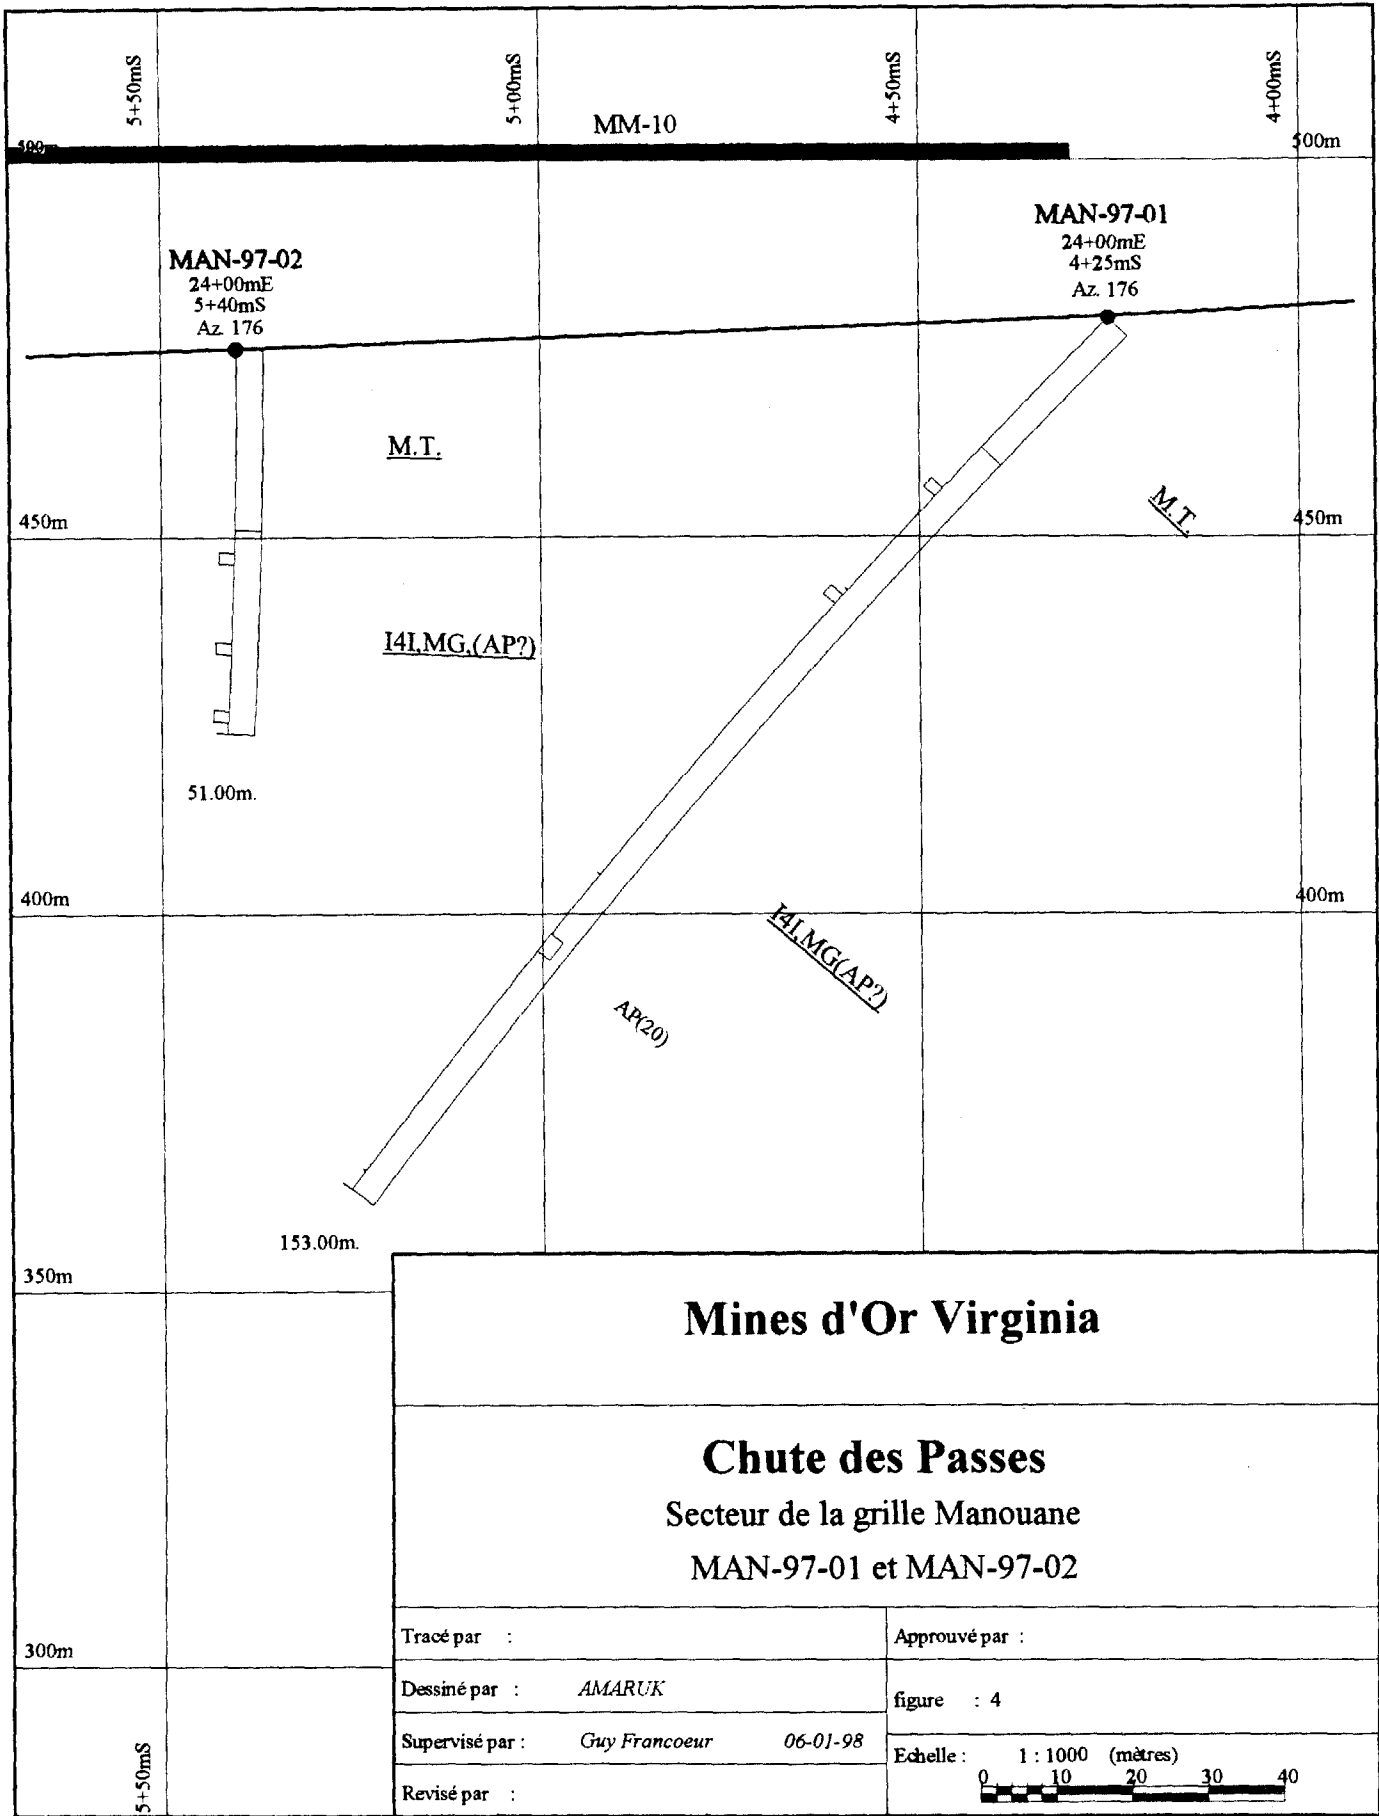 5+50mS
5+00mS
4+50mS
4+00mS
MM-10
500m
500m
MAN-97-01
24+00mE
4+25mS
Az. 176
MAN-97-02
24+00mE
5+40mS
Az. 176
M.T.
M.T.
450m
450m
I4I,MG,(AP?)
51.00m.
400m
400m
I4I,MG(AP?)
AP(20)
153.00m.
350m
Mines d'Or Virginia
Chute des Passes
Secteur de la grille Manouane
MAN-97-01 et MAN-97-02
300m
Tracé par :
Approuvé par :
Dessiné par : AMARUK
figure : 4
Supervisé par : Guy Francoeur 06-01-98
Echelle : 1 : 1000 (mètres)
0 10 20 30 40
Revisé par :
5+50mS